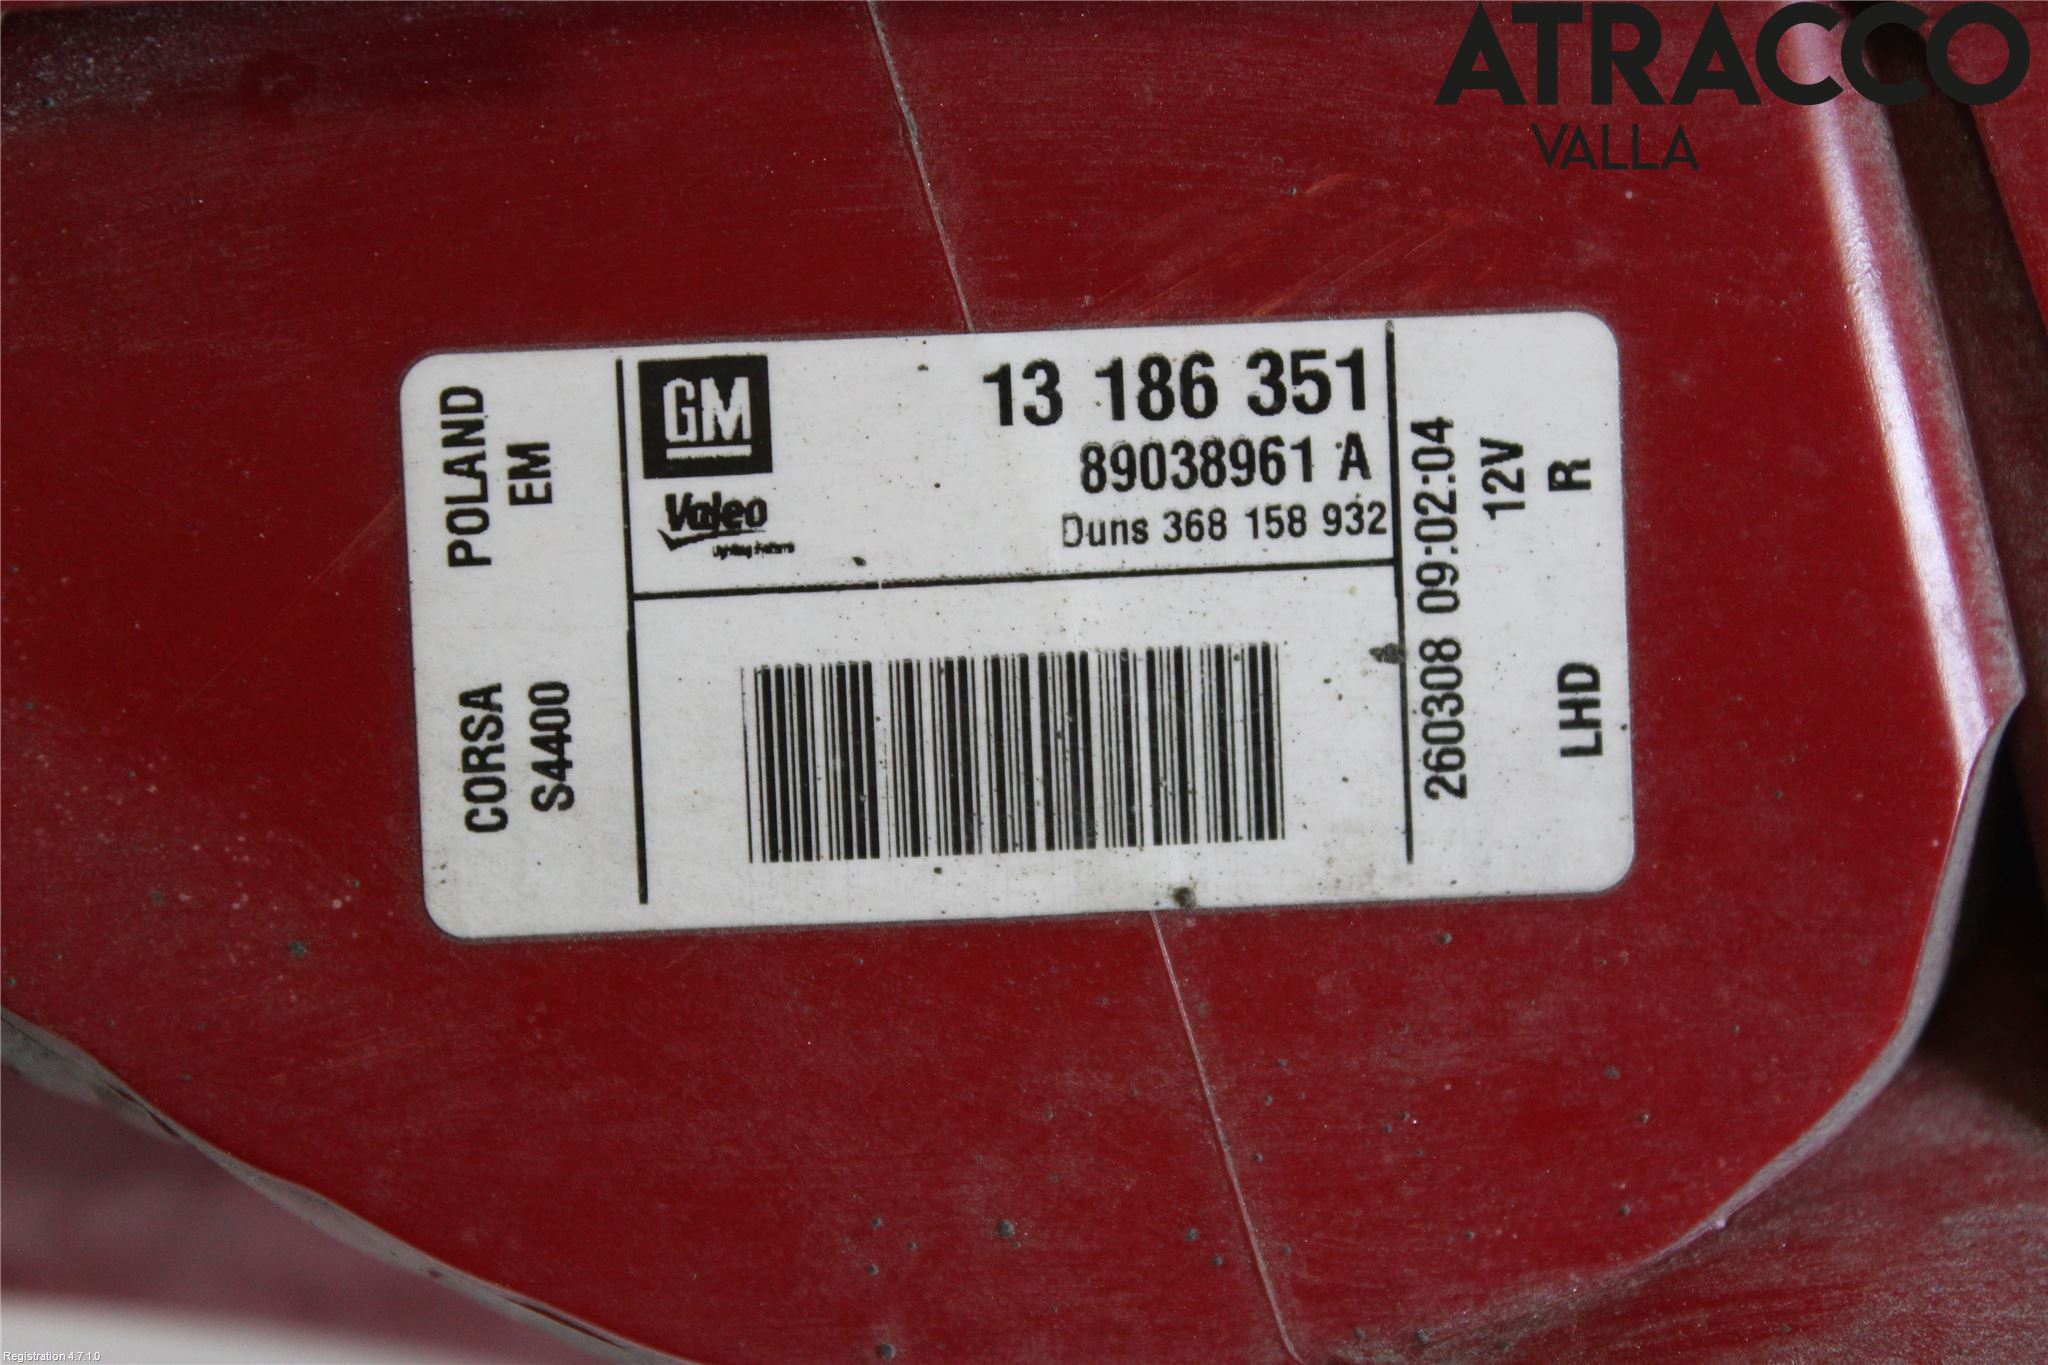 ATRACCO
VALLA
POLAND
EM
CORSA
S4400
GM
13 186 351
Valeo
89038961 A
Duns 368 158 932
260308 09:02:04
12V
R
LHD
Registration 4.7.1.0